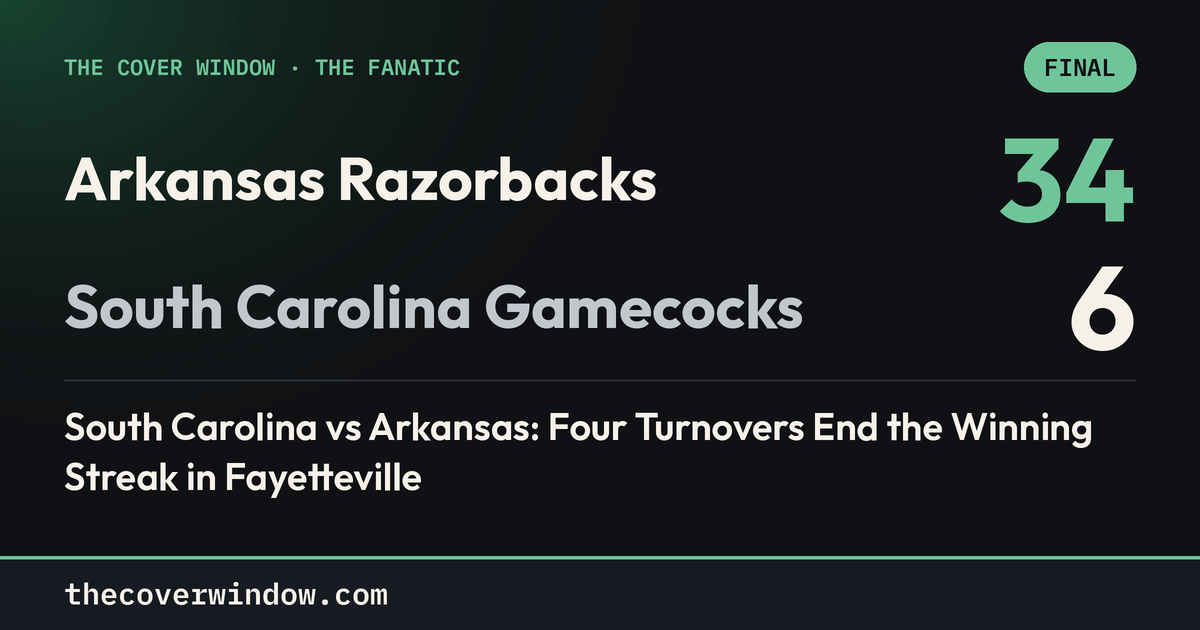 THE COVER WINDOW · THE FANATIC
FINAL
Arkansas Razorbacks
34
South Carolina Gamecocks
6
South Carolina vs Arkansas: Four Turnovers End the Winning
Streak in Fayetteville
thecoverwindow.com